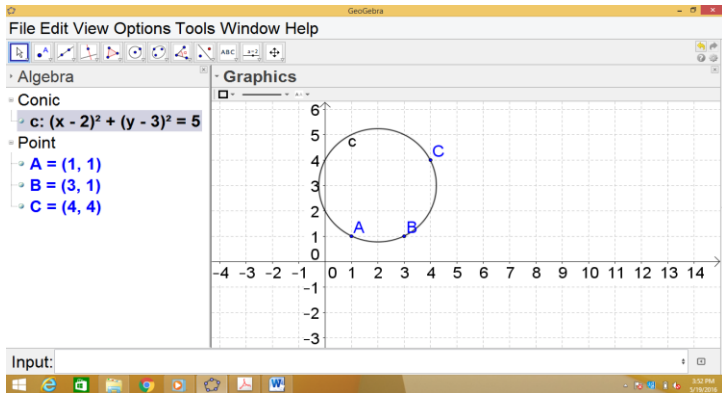 GeoGebra
File Edit View Options Tools Window Help
ABC a=2
Algebra
Graphics
Conic
c: (x - 2)² + (y - 3)² = 5
Point
A = (1, 1)
B = (3, 1)
C = (4, 4)
6
5
4
3
2
1
0
-4 -3 -2 -1 0 1 2 3 4 5 6 7 8 9 10 11 12 13 14
-1
-2
-3
c
C
A
B
Input:
3:52 PM
5/19/2016